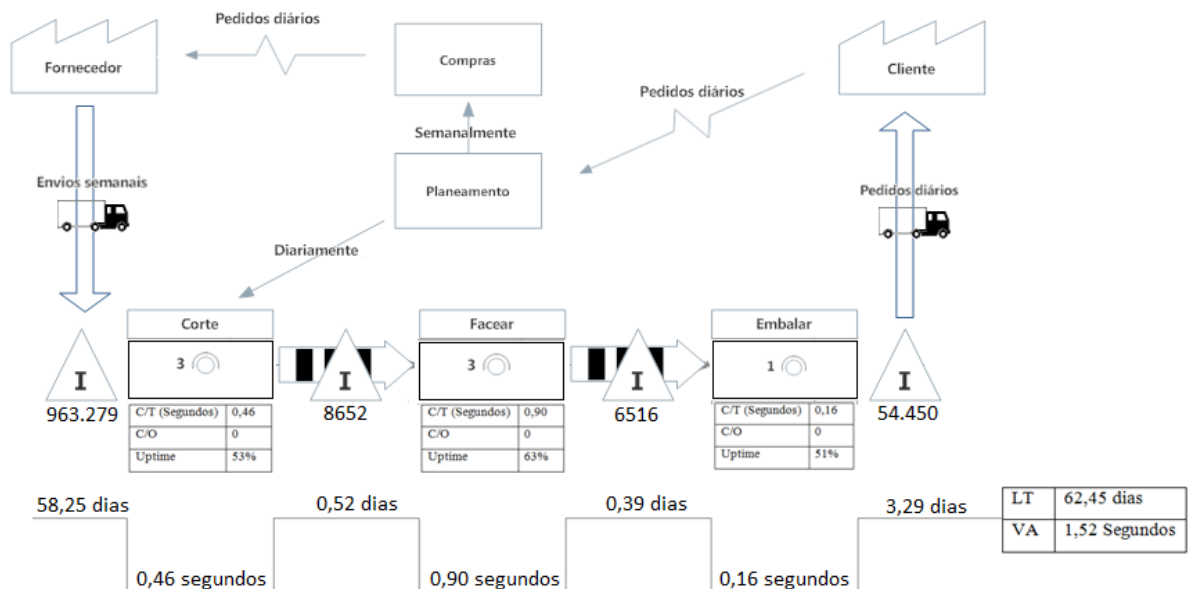 Pedidos diários
Fornecedor
Compras
Cliente
Pedidos diários
Semanalmente
Planeamento
Envios semanais
Pedidos diários
Diariamente
Corte
Facear
Embalar
I
3
I
3
I
1
I
963.279
8652
6516
54.450
C/T (Segundos) 0,46
C/O 0
Uptime 53%
C/T (Segundos) 0,90
C/O 0
Uptime 63%
C/T (Segundos) 0,16
C/O 0
Uptime 51%
58,25 dias
0,52 dias
0,39 dias
3,29 dias
LT 62,45 dias
VA 1,52 Segundos
0,46 segundos
0,90 segundos
0,16 segundos